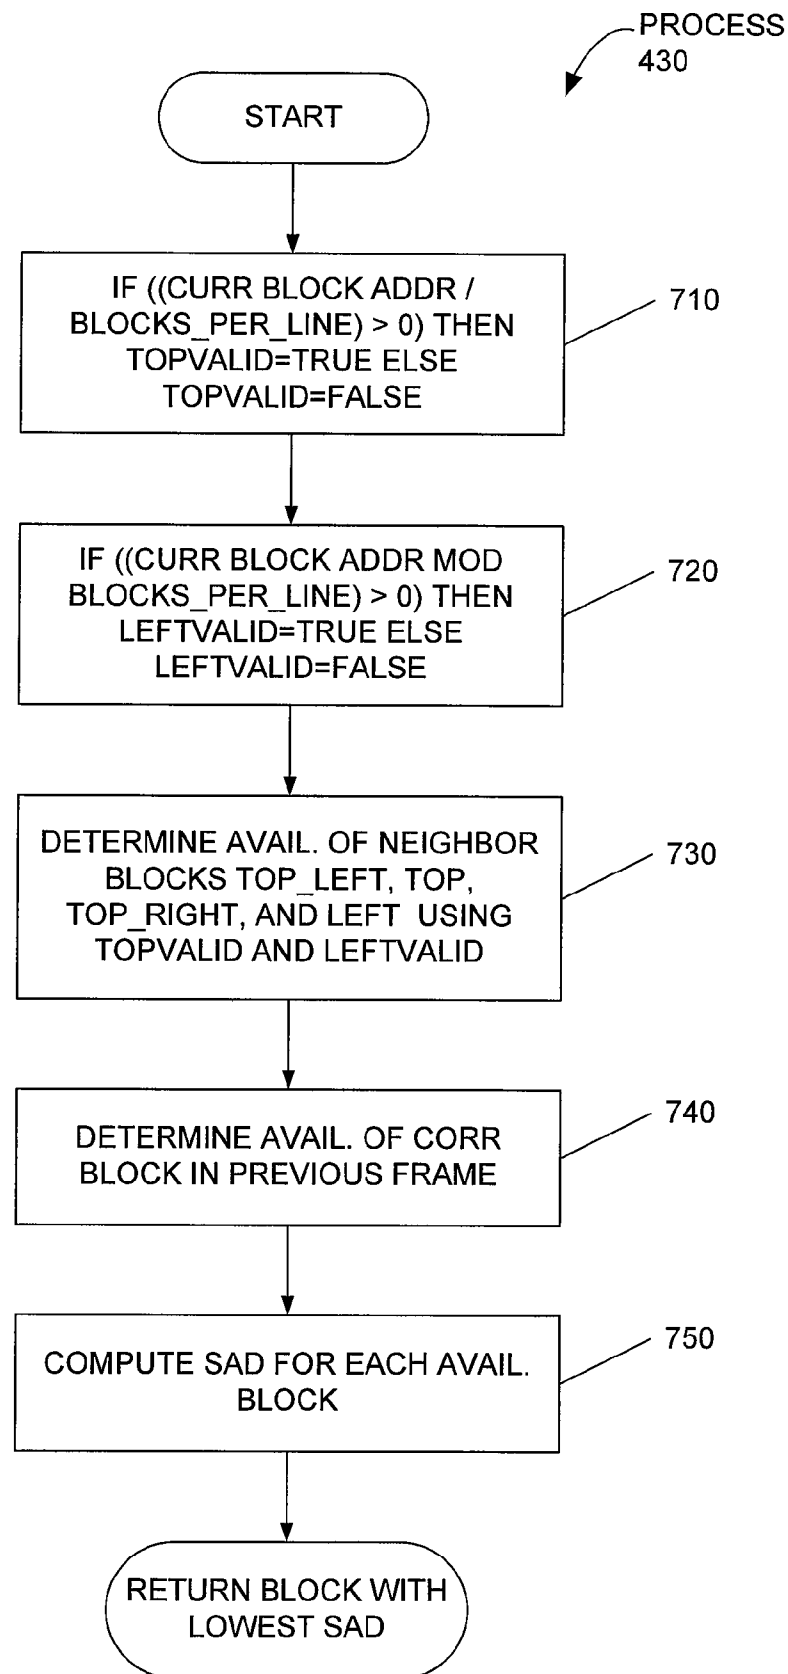 PROCESS
430
START
IF ((CURR BLOCK ADDR /
BLOCKS_PER_LINE) > 0) THEN
TOPVALID=TRUE ELSE
TOPVALID=FALSE
710
IF ((CURR BLOCK ADDR MOD
BLOCKS_PER_LINE) > 0) THEN
LEFTVALID=TRUE ELSE
LEFTVALID=FALSE
720
DETERMINE AVAIL. OF NEIGHBOR
BLOCKS TOP_LEFT, TOP,
TOP_RIGHT, AND LEFT USING
TOPVALID AND LEFTVALID
730
DETERMINE AVAIL. OF CORR
BLOCK IN PREVIOUS FRAME
740
COMPUTE SAD FOR EACH AVAIL.
BLOCK
750
RETURN BLOCK WITH
LOWEST SAD